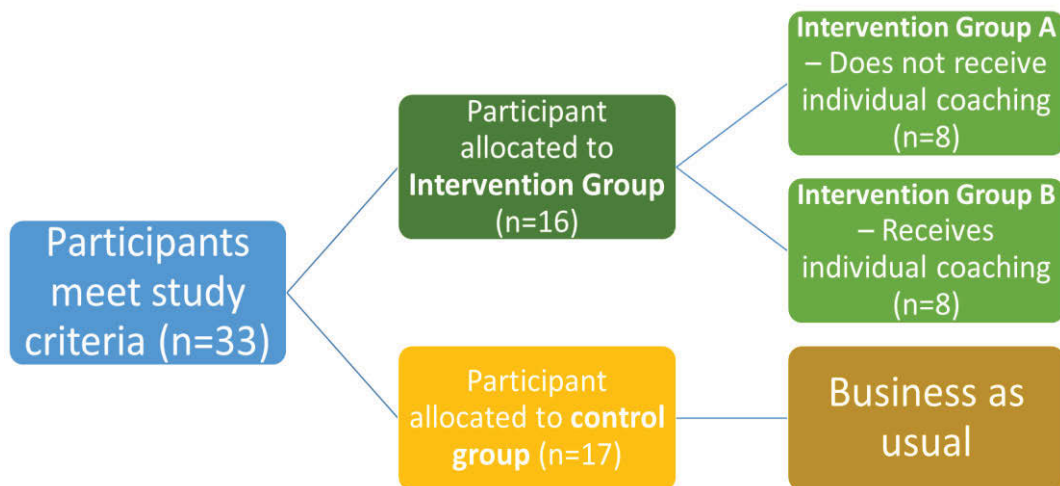 Participants
meet study
criteria (n=33)
Participant
allocated to
Intervention Group
(n=16)
Participant
allocated to control
group (n=17)
Intervention Group A
– Does not receive
individual coaching
(n=8)
Intervention Group B
– Receives
individual coaching
(n=8)
Business as
usual